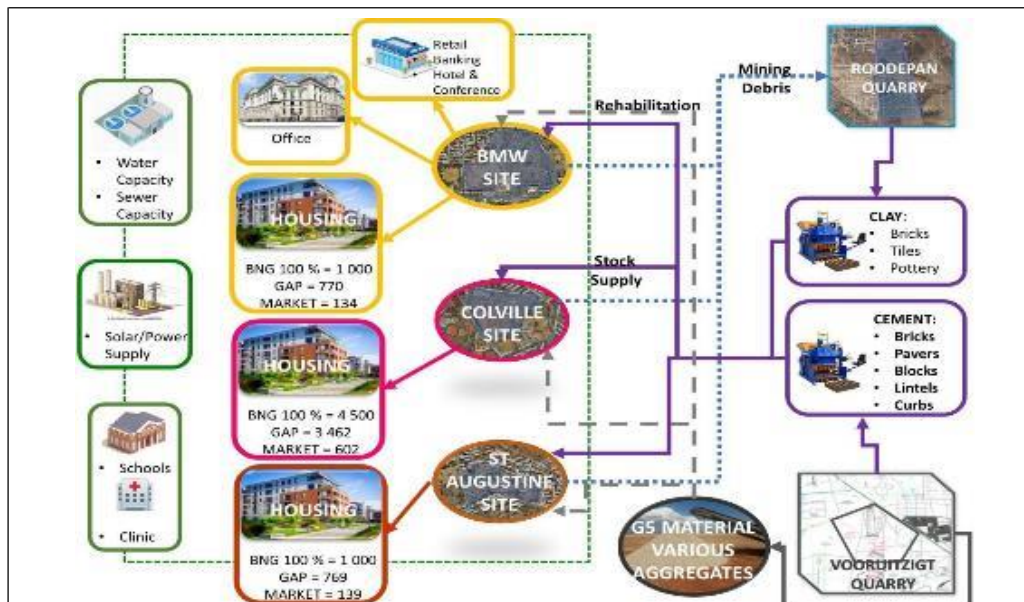 Retail
Banking
Hotel &
Conference
Office
HOUSING
BNG 100 % = 1 000
GAP = 770
MARKET = 134
HOUSING
BNG 100 % = 4 500
GAP = 3 462
MARKET = 602
HOUSING
BNG 100 % = 1 000
GAP = 769
MARKET = 139
• Water
Capacity
• Sewer
Capacity
• Solar/Power
Supply
• Schools
• Clinic
BMW
SITE
COLVILLE
SITE
ST
AUGUSTINE
SITE
Rehabilitation
Stock
Supply
Mining
Debris
ROODEPAN
QUARRY
CLAY:
• Bricks
• Tiles
• Pottery
CEMENT:
• Bricks
• Pavers
• Blocks
• Lintels
• Curbs
G5 MATERIAL
VARIOUS
AGGREGATES
VOORUITZIGT
QUARRY